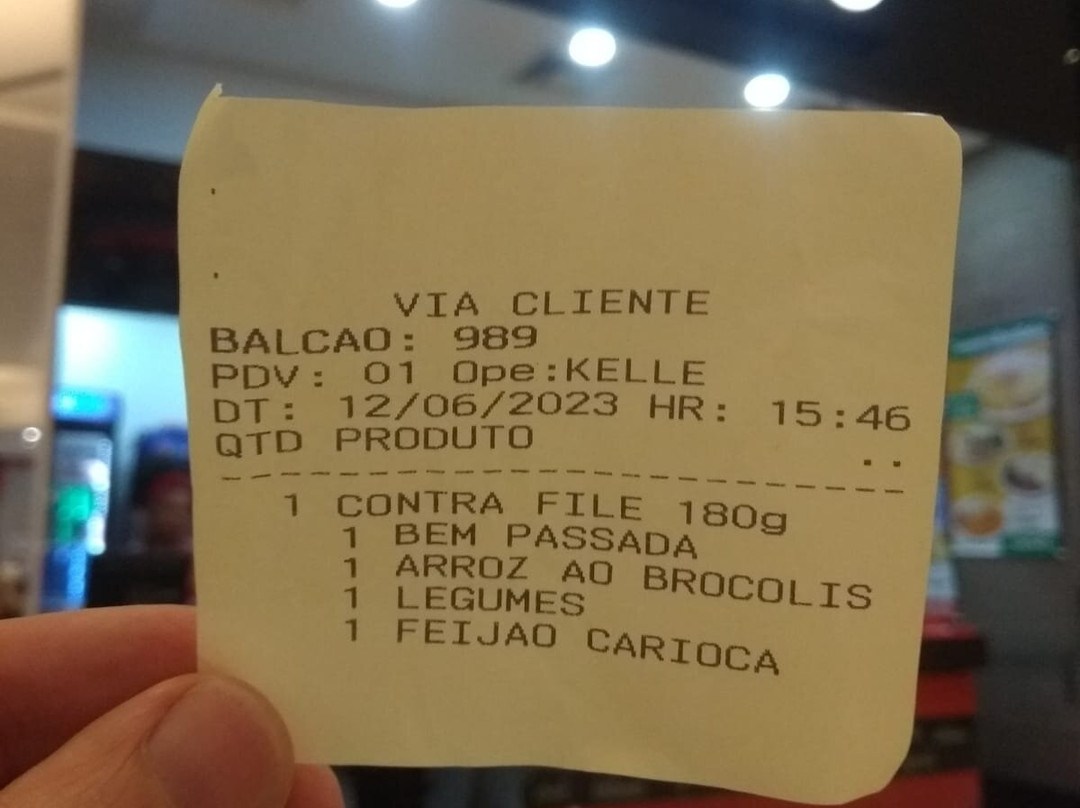 VIA CLIENTE
BALCAO: 989
PDV: 01 Ope:KELLE
DT: 12/06/2023 HR: 15:46
QTD PRODUTO ..
--------------------------------
1 CONTRA FILE 180g
1 BEM PASSADA
1 ARROZ AO BROCOLIS
1 LEGUMES
1 FEIJAO CARIOCA